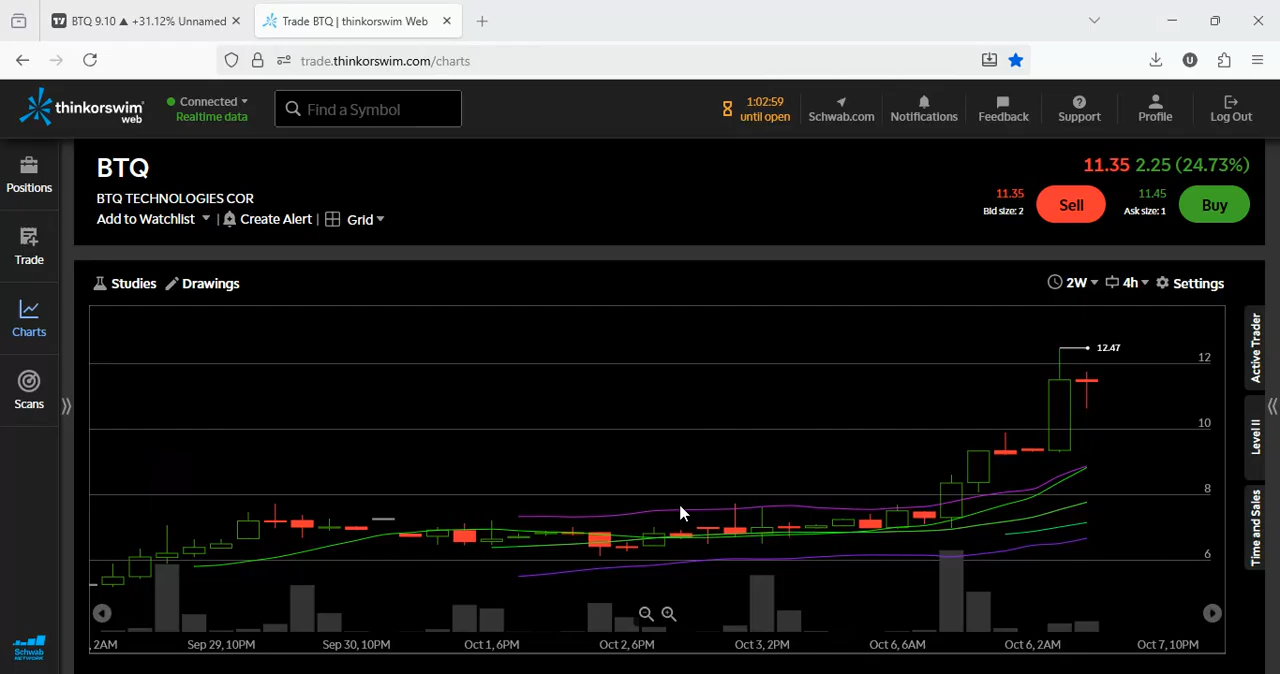 BTQ 9.10 ▲ +31.12% Unnamed
Trade BTQ | thinkorswim Web
trade.thinkorswim.com/charts
thinkorswim
web
Connected
Realtime data
Find a Symbol
1:02:59
until open
Schwab.com
Notifications
Feedback
Support
Profile
Log Out
Positions
Trade
Charts
Scans
Schwab
NETWORK
BTQ
BTQ TECHNOLOGIES COR
Add to Watchlist | Create Alert | Grid
11.35 2.25 (24.73%)
11.35
Bid size: 2
Sell
11.45
Ask size: 1
Buy
Studies Drawings
2W 4h Settings
12.47
12
10
8
6
, 2AM
Sep 29, 10PM
Sep 30, 10PM
Oct 1, 6PM
Oct 2, 6PM
Oct 3, 2PM
Oct 6, 6AM
Oct 6, 2AM
Oct 7, 10PM
Active Trader
Level II
Time and Sales